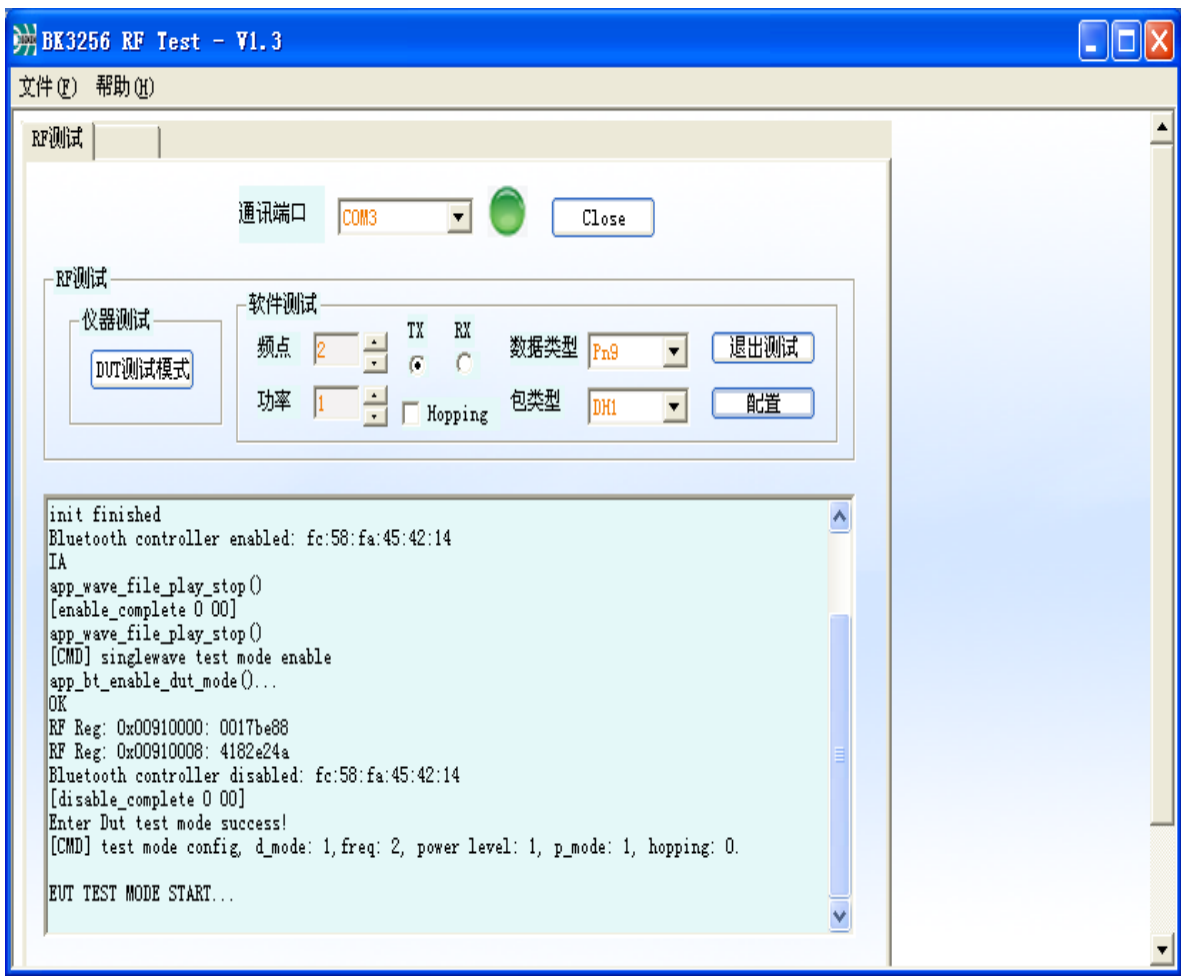 BK3256 RF Test - V1.3
文件(F) 帮助(H)
RF测试
通讯端口 COM3 Close
RF测试
仪器测试 软件测试
DUT测试模式
频点 2 TX RX 数据类型 Pn9 退出测试
功率 1 Hopping 包类型 DH1 配置
init finished
Bluetooth controller enabled: fc:58:fa:45:42:14
IA
app_wave_file_play_stop()
[enable_complete 0 00]
app_wave_file_play_stop()
[CMD] singlewave test mode enable
app_bt_enable_dut_mode()...
OK
RF Reg: 0x00910000: 0017be88
RF Reg: 0x00910008: 4182e24a
Bluetooth controller disabled: fc:58:fa:45:42:14
[disable_complete 0 00]
Enter Dut test mode success!
[CMD] test mode config, d_mode: 1,freq: 2, power level: 1, p_mode: 1, hopping: 0.
EUT TEST MODE START...